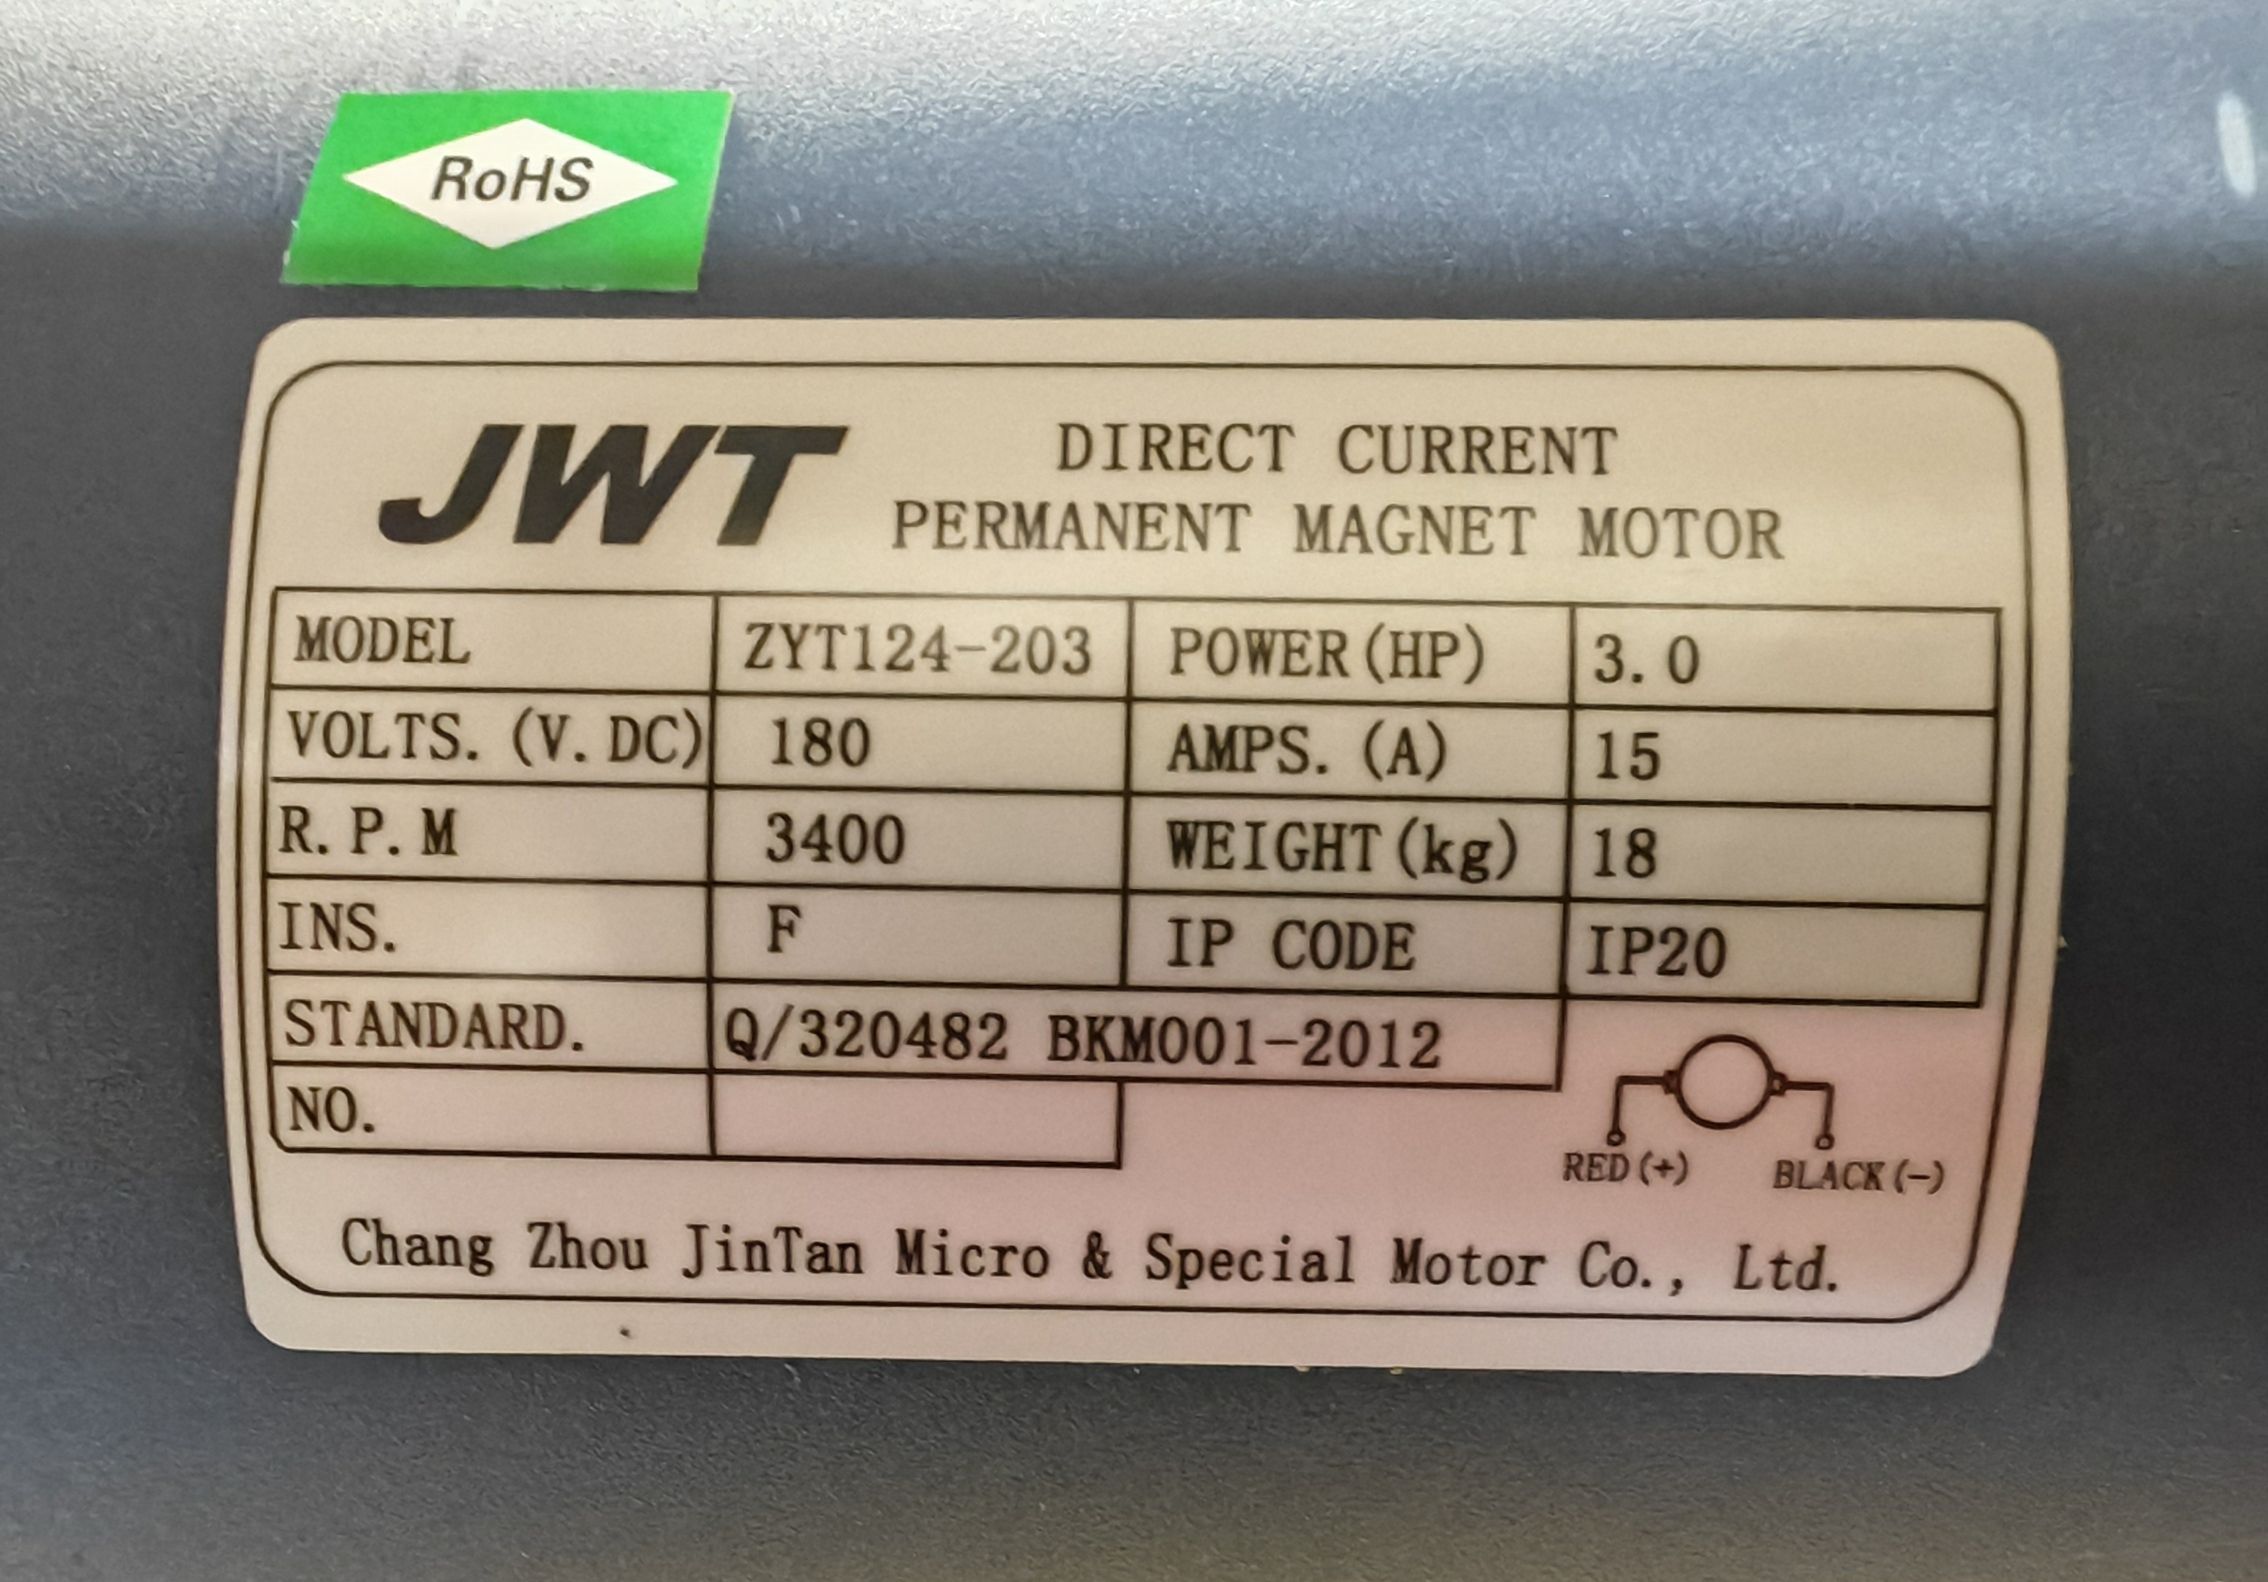 RoHS
JWT
DIRECT CURRENT
PERMANENT MAGNET MOTOR
MODEL ZYT124-203 POWER(HP) 3.0
VOLTS.(V.DC) 180 AMPS.(A) 15
R.P.M 3400 WEIGHT(kg) 18
INS. F IP CODE IP20
STANDARD. Q/320482 BKM001-2012
NO.
RED(+) BLACK(-)
Chang Zhou JinTan Micro & Special Motor Co., Ltd.